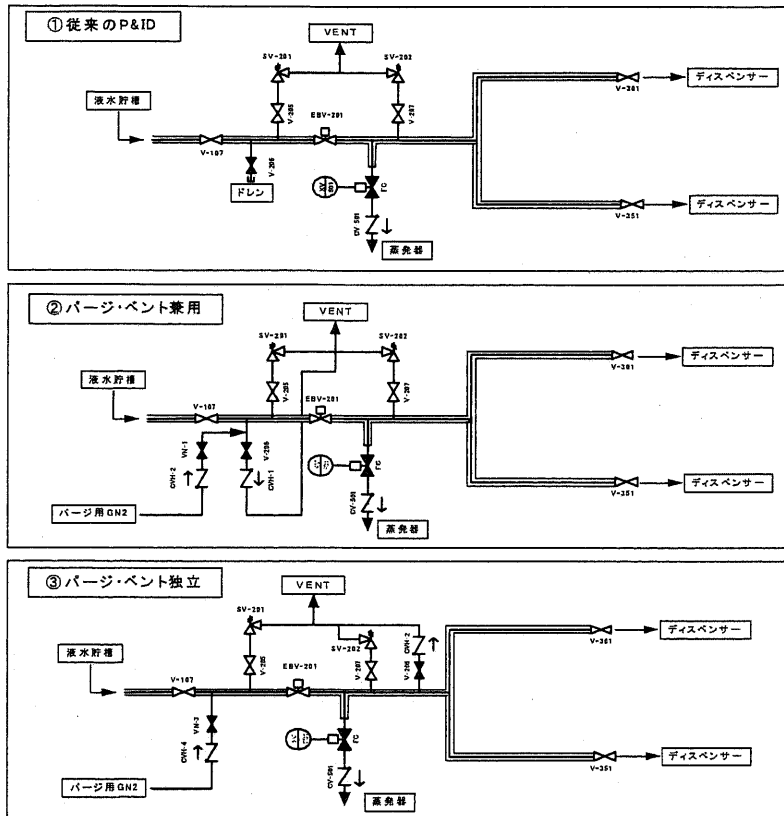 ①従来のP&ID
VENT
SV-201
SV-202
ディスペンサー
液水貯槽
V-205
EBV-201
V-207
V-301
V-107
V-206
ドレン
FC
CV-501
蒸発器
V-351
ディスペンサー
②パージ・ベント兼用
VENT
SV-201
SV-202
ディスペンサー
液水貯槽
V-205
EBV-201
V-207
V-301
V-107
VN-1
V-206
CVN-2
CVN-1
FC
CV-501
パージ用GN2
蒸発器
V-351
ディスペンサー
③パージ・ベント独立
VENT
SV-201
SV-202
CVN-2
ディスペンサー
液水貯槽
V-205
EBV-201
V-207
V-206
V-107
VN-3
CVN-4
FC
CV-501
パージ用GN2
蒸発器
V-351
ディスペンサー